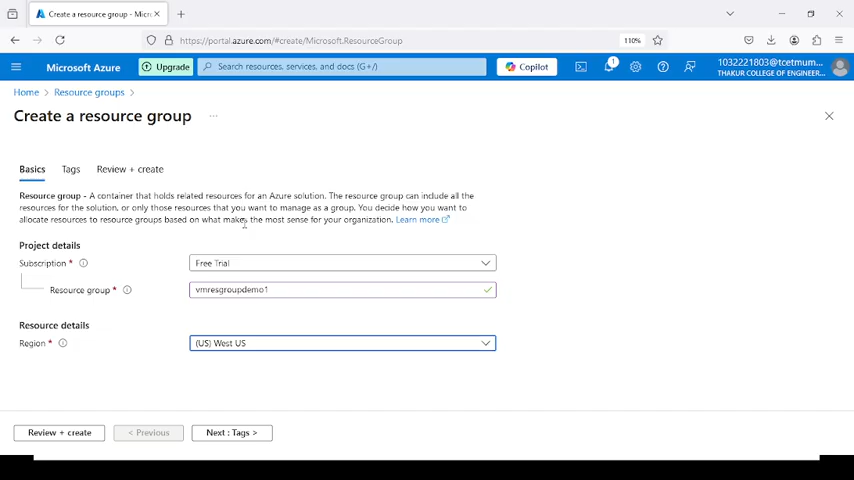 Create a resource group - Micro
https://portal.azure.com/#create/Microsoft.ResourceGroup
110%
Microsoft Azure
Upgrade
Search resources, services, and docs (G+/)
Copilot
1
1032221803@tcetmum...
THAKUR COLLEGE OF ENGINEER...
Home > Resource groups >
Create a resource group ...
Basics Tags Review + create
Resource group - A container that holds related resources for an Azure solution. The resource group can include all the
resources for the solution, or only those resources that you want to manage as a group. You decide how you want to
allocate resources to resource groups based on what makes the most sense for your organization. Learn more
Project details
Subscription * Free Trial
Resource group * vmresgroupdemo1
Resource details
Region * (US) West US
Review + create < Previous Next : Tags >